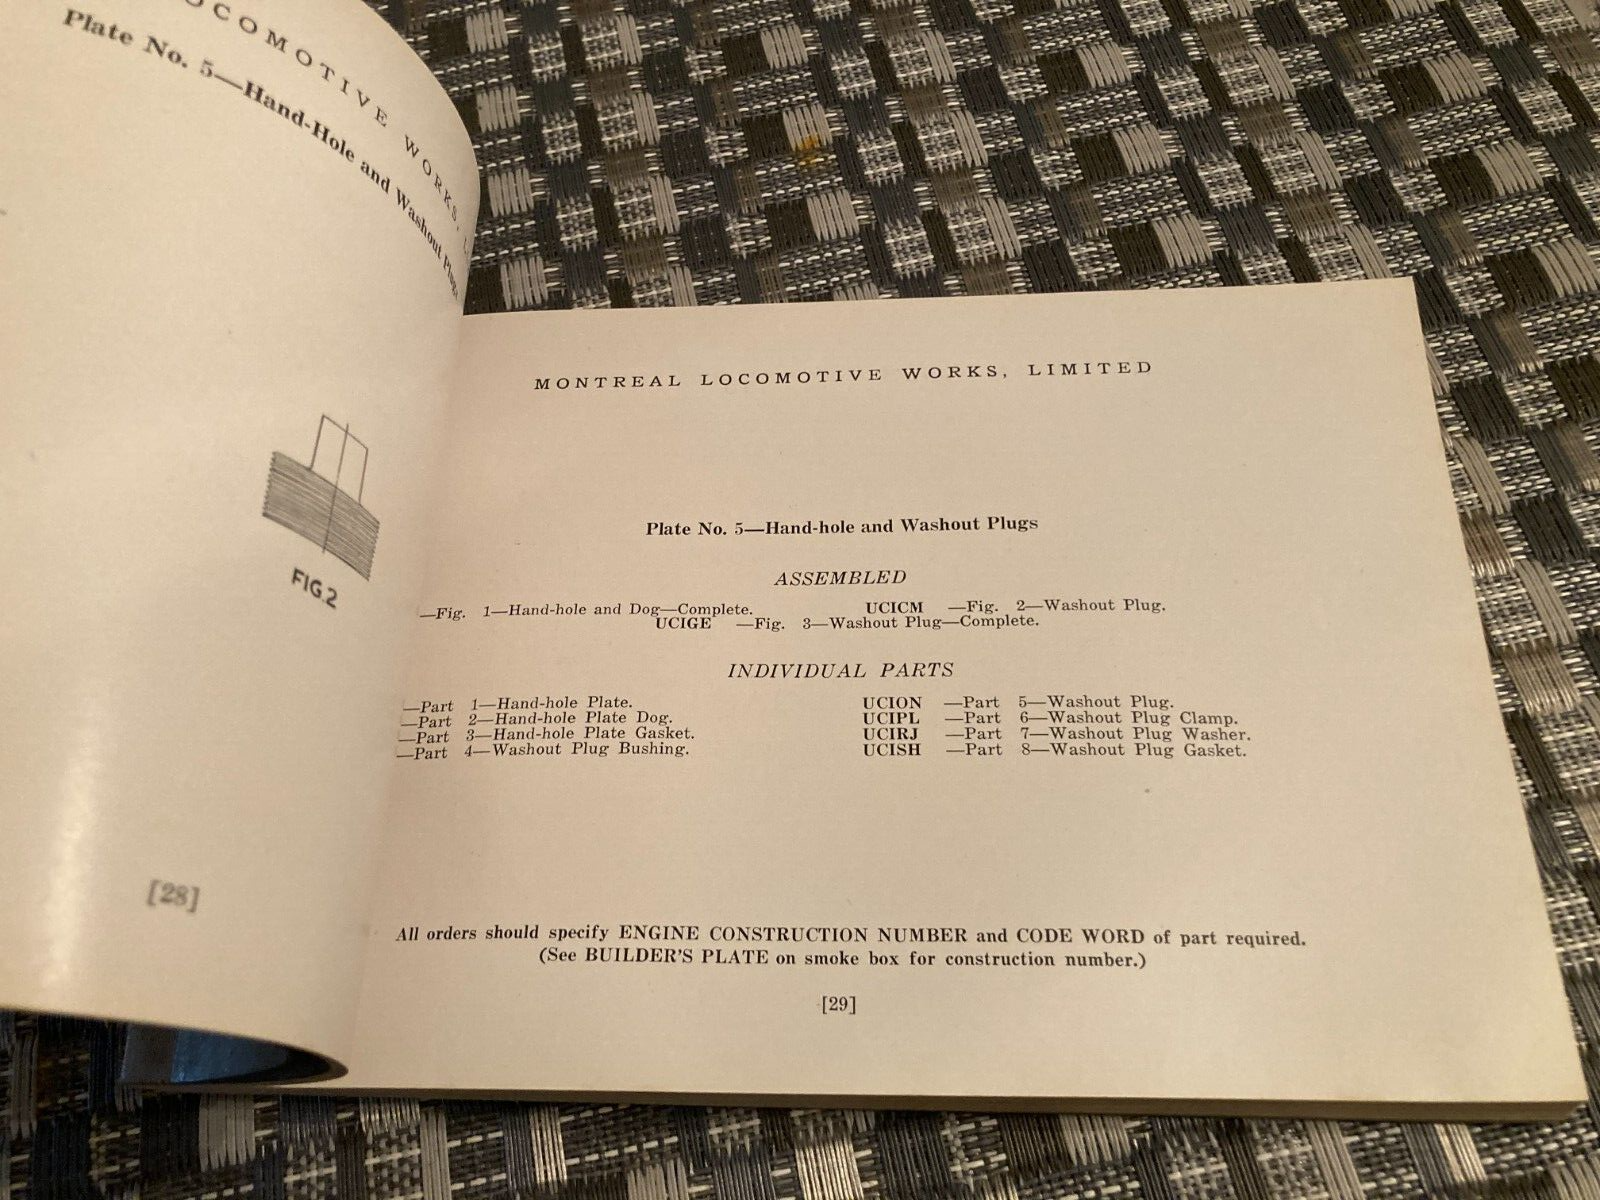 LOCOMOTIVE WORKS,
Plate No. 5—Hand-Hole and Washout Plugs
FIG.2
[28]
MONTREAL LOCOMOTIVE WORKS, LIMITED
Plate No. 5—Hand-hole and Washout Plugs
ASSEMBLED
—Fig. 1—Hand-hole and Dog—Complete. UCICM —Fig. 2—Washout Plug.
UCIGE —Fig. 3—Washout Plug—Complete.
INDIVIDUAL PARTS
—Part 1—Hand-hole Plate. UCION —Part 5—Washout Plug.
—Part 2—Hand-hole Plate Dog. UCIPL —Part 6—Washout Plug Clamp.
—Part 3—Hand-hole Plate Gasket. UCIRJ —Part 7—Washout Plug Washer.
—Part 4—Washout Plug Bushing. UCISH —Part 8—Washout Plug Gasket.
All orders should specify ENGINE CONSTRUCTION NUMBER and CODE WORD of part required.
(See BUILDER'S PLATE on smoke box for construction number.)
[29]